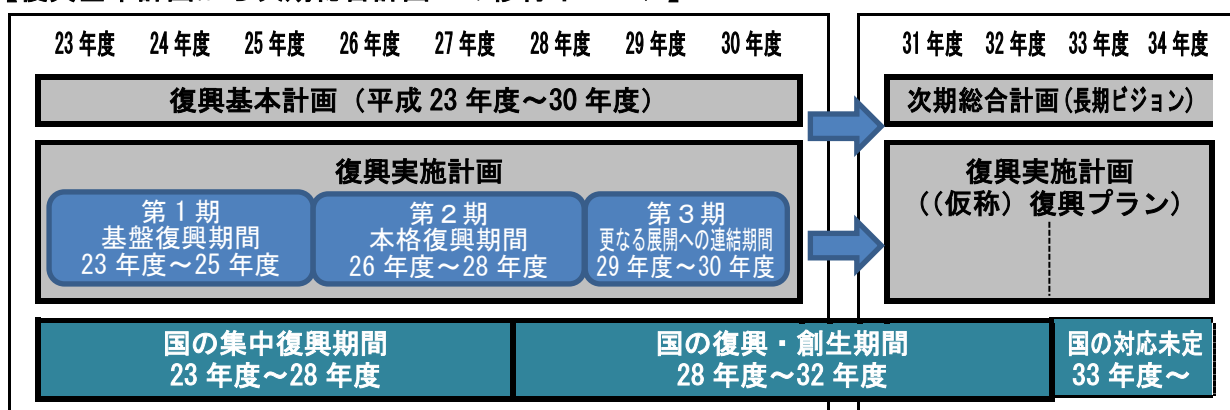 23 年度 24 年度 25 年度 26 年度 27 年度 28 年度 29 年度 30 年度 31 年度 32 年度 33 年度 34 年度
復興基本計画（平成 23 年度～30 年度）
次期総合計画(長期ビジョン)
復興実施計画
第１期
基盤復興期間
23 年度～25 年度
第２期
本格復興期間
26 年度～28 年度
第３期
更なる展開への連結期間
29 年度～30 年度
復興実施計画
((仮称) 復興プラン)
国の集中復興期間
23 年度～28 年度
国の復興・創生期間
28 年度～32 年度
国の対応未定
33 年度～